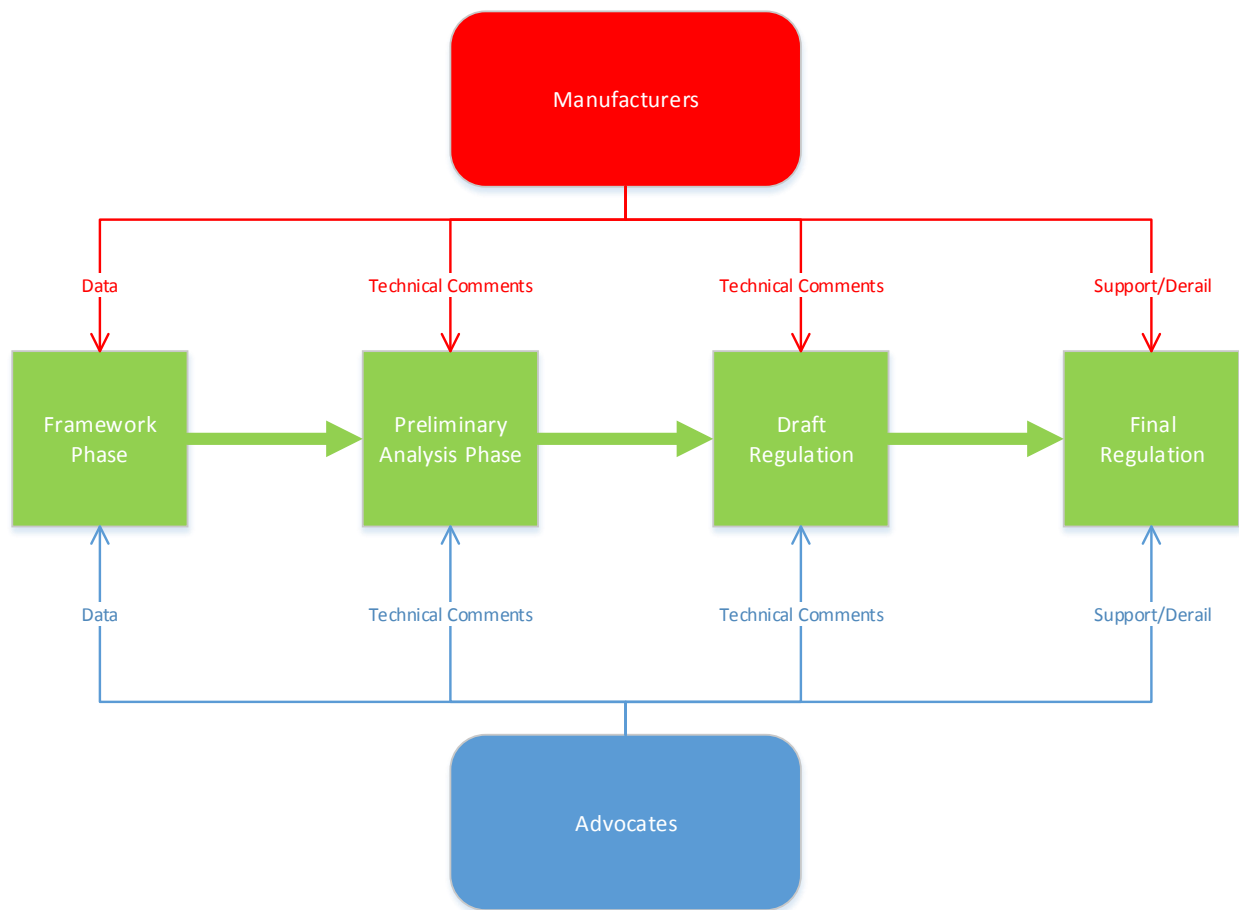 Manufacturers
Data
Technical Comments
Technical Comments
Support/Derail
Framework
Phase
Preliminary
Analysis Phase
Draft
Regulation
Final
Regulation
Data
Technical Comments
Technical Comments
Support/Derail
Advocates